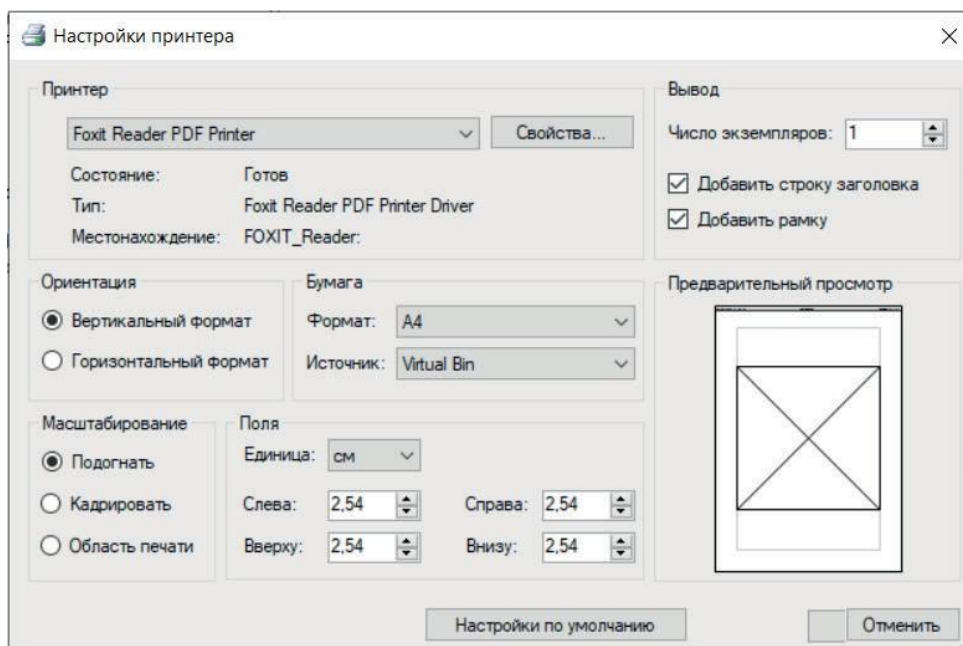 Настройки принтера
Принтер
Foxit Reader PDF Printer
Свойства...
Состояние: Готов
Тип: Foxit Reader PDF Printer Driver
Местонахождение: FOXIT_Reader:
Вывод
Число экземпляров: 1
Добавить строку заголовка
Добавить рамку
Ориентация
Вертикальный формат
Горизонтальный формат
Бумага
Формат: A4
Источник: Virtual Bin
Предварительный просмотр
Масштабирование
Подогнать
Кадрировать
Область печати
Поля
Единица: см
Слева: 2,54 Справа: 2,54
Вверху: 2,54 Внизу: 2,54
Настройки по умолчанию
Отменить